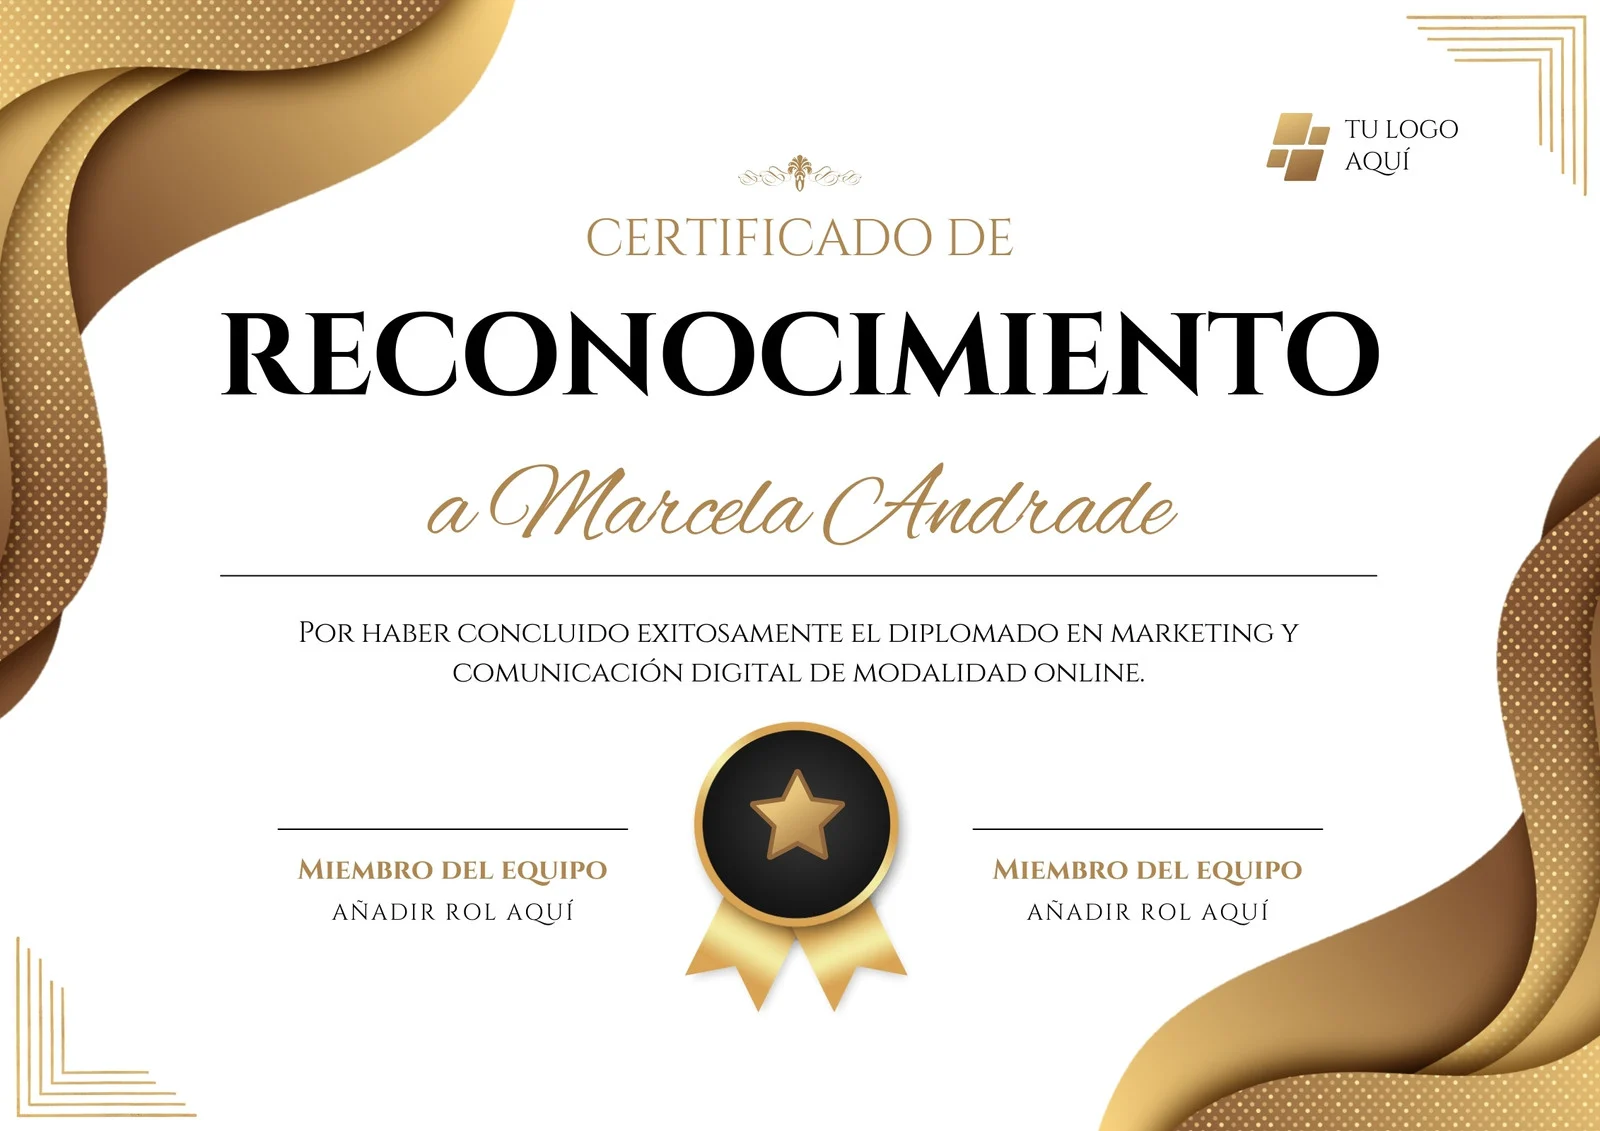 TU LOGO
AQUÍ
CERTIFICADO DE
RECONOCIMIENTO
a Marcela Andrade
POR HABER CONCLUIDO EXITOSAMENTE EL DIPLOMADO EN MARKETING Y
COMUNICACIÓN DIGITAL DE MODALIDAD ONLINE.
MIEMBRO DEL EQUIPO
AÑADIR ROL AQUÍ
MIEMBRO DEL EQUIPO
AÑADIR ROL AQUÍ